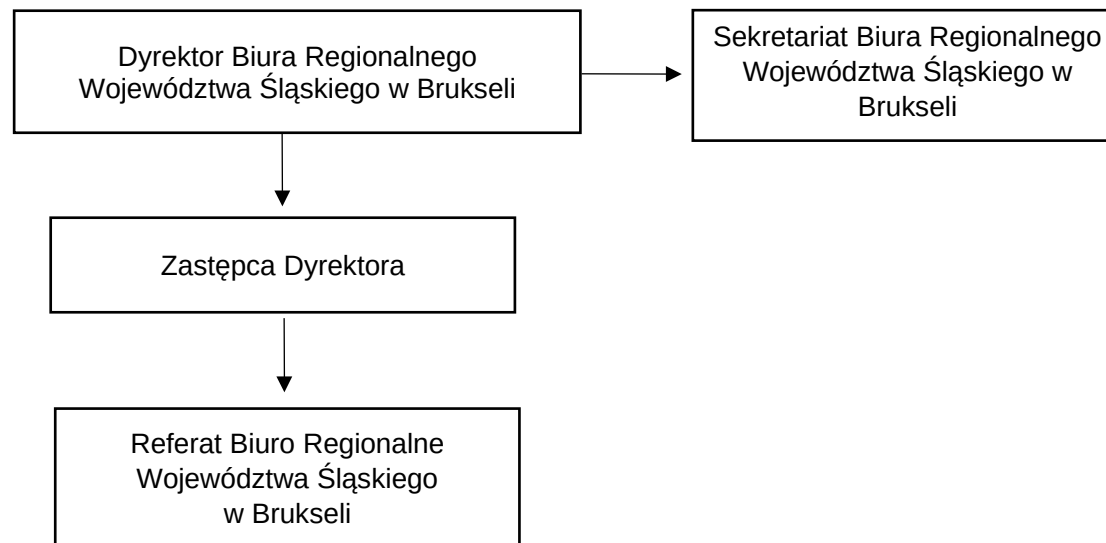 Dyrektor Biura Regionalnego
Województwa Śląskiego w Brukseli
Sekretariat Biura Regionalnego
Województwa Śląskiego w
Brukseli
Zastępca Dyrektora
Referat Biuro Regionalne
Województwa Śląskiego
w Brukseli